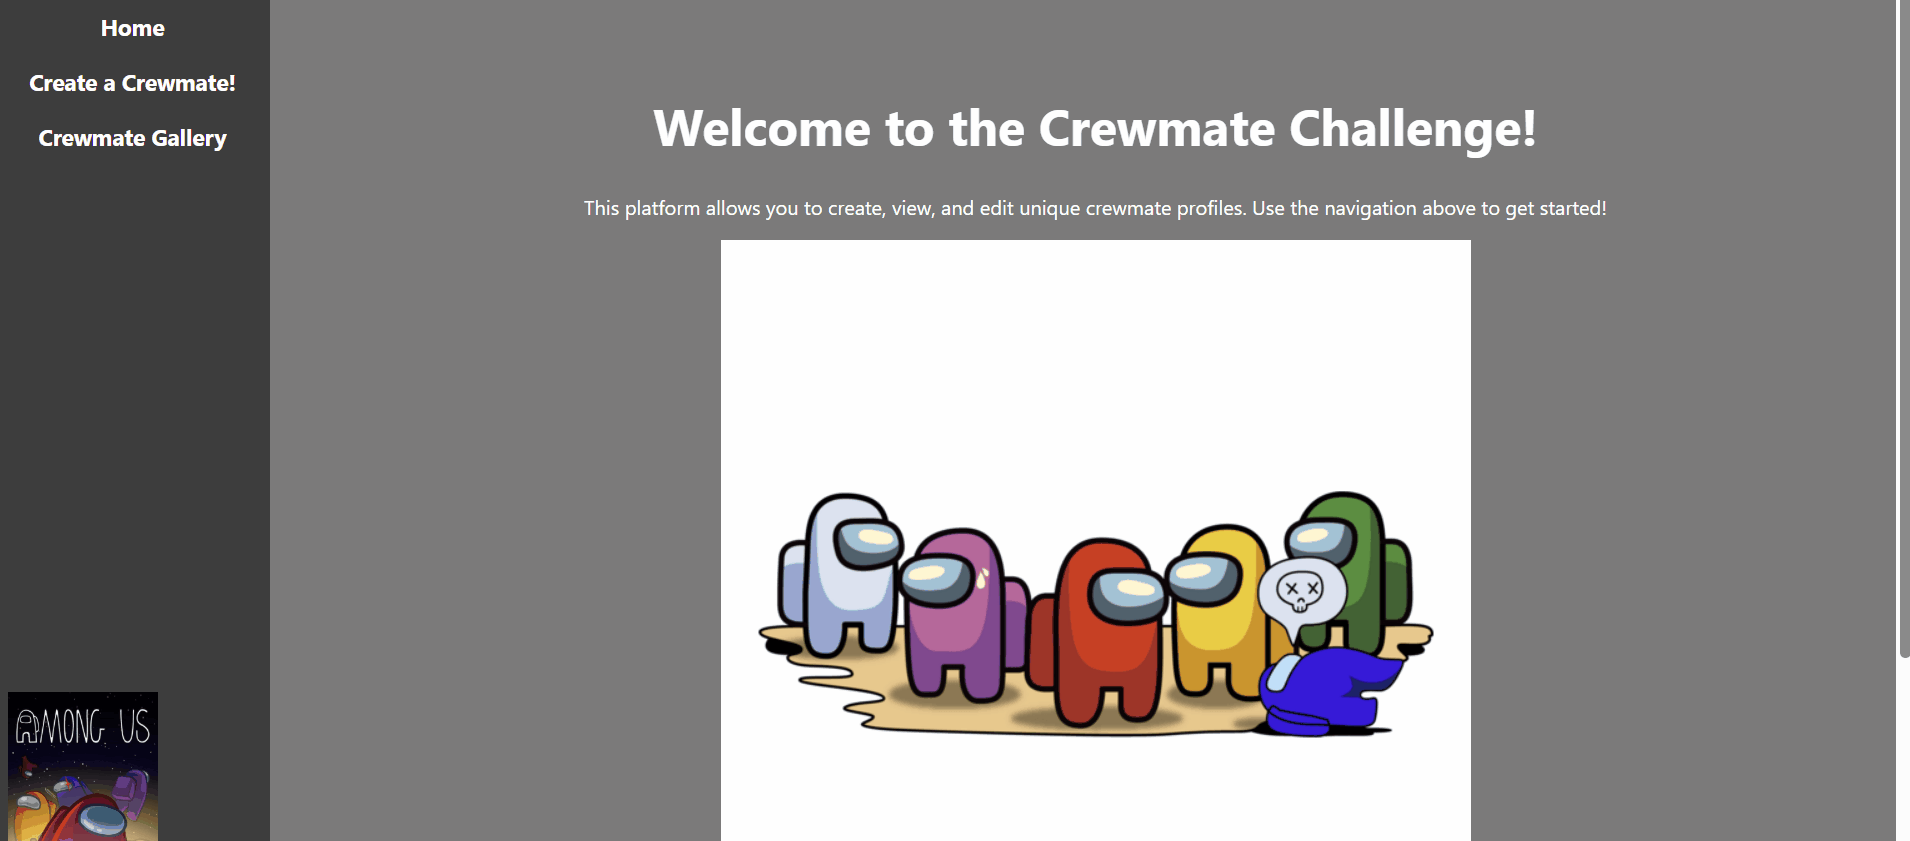 Home
Create a Crewmate!
Crewmate Gallery
Welcome to the Crewmate Challenge!
This platform allows you to create, view, and edit unique crewmate profiles. Use the navigation above to get started!
AMONG US